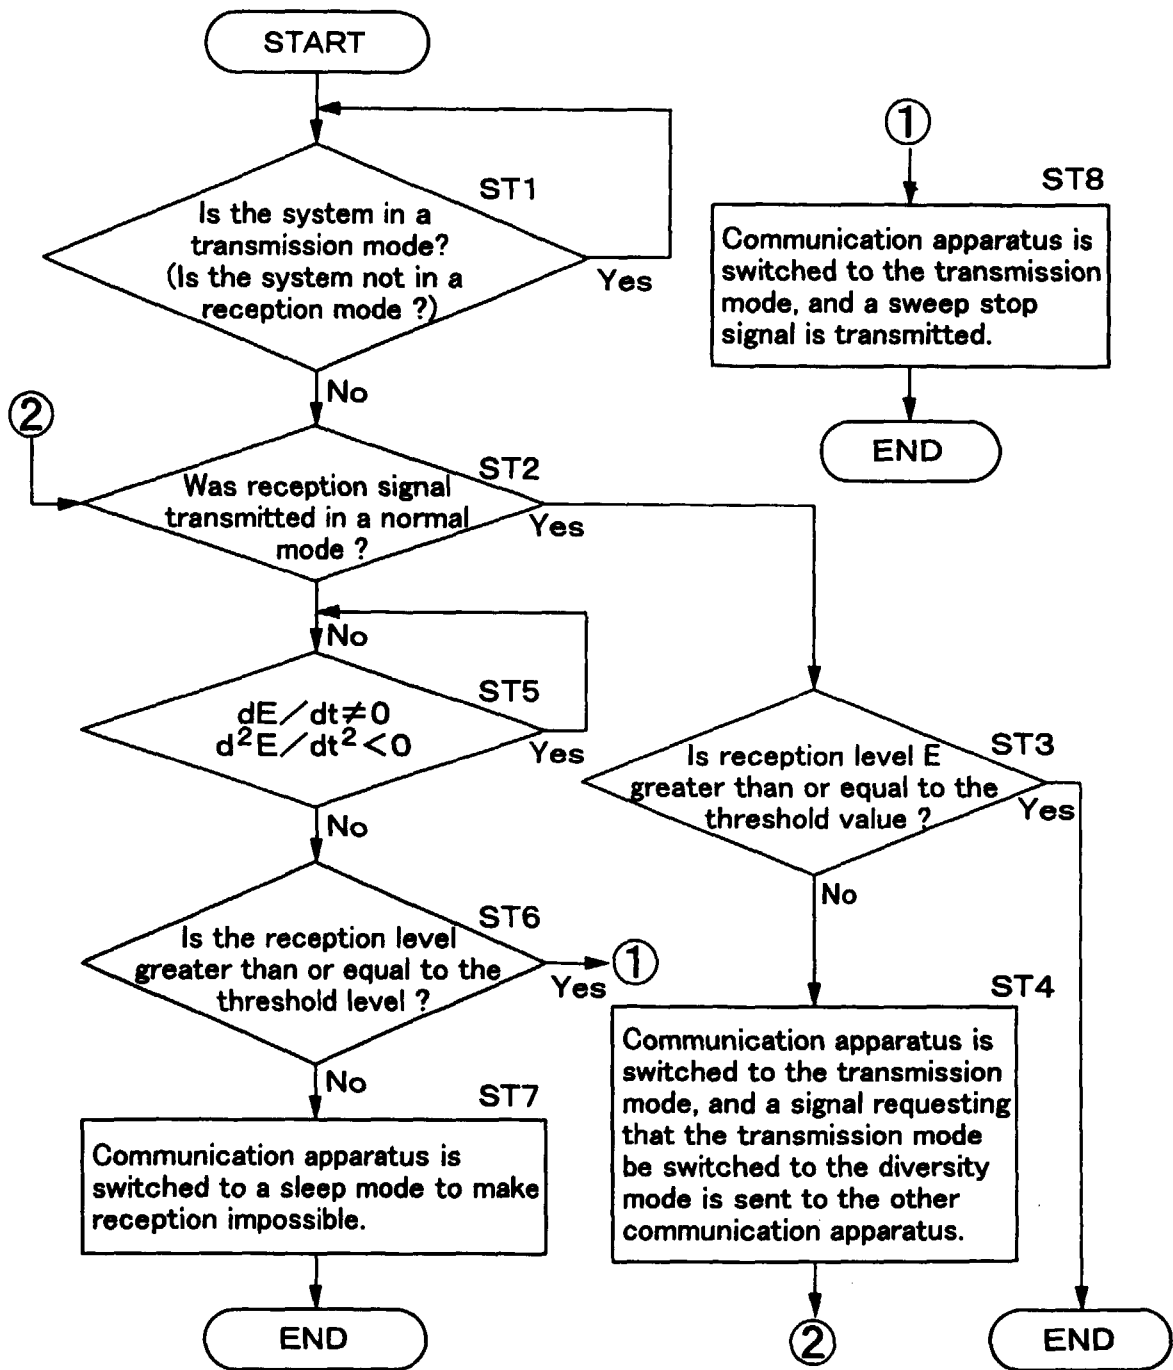 START
ST1
Is the system in a
transmission mode?
(Is the system not in a
reception mode ?)
Yes
No
①
ST8
Communication apparatus is
switched to the transmission
mode, and a sweep stop
signal is transmitted.
END
②
ST2
Was reception signal
transmitted in a normal
mode ?
Yes
No
ST5
dE/dt≠0
d²E/dt²<0
Yes
No
ST3
Is reception level E
greater than or equal to the
threshold value ?
Yes
No
ST6
Is the reception level
greater than or equal to the
threshold level ?
Yes
①
No
ST4
Communication apparatus is
switched to the transmission
mode, and a signal requesting
that the transmission mode
be switched to the diversity
mode is sent to the other
communication apparatus.
ST7
Communication apparatus is
switched to a sleep mode to make
reception impossible.
END
②
END